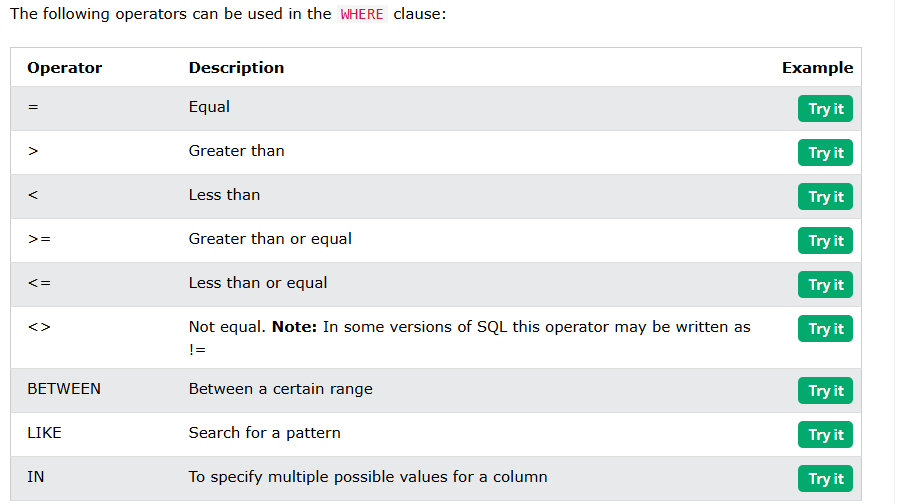 The following operators can be used in the WHERE clause:
Operator Description Example
= Equal Try it
> Greater than Try it
< Less than Try it
>= Greater than or equal Try it
<= Less than or equal Try it
<> Not equal. Note: In some versions of SQL this operator may be written as Try it
!=
BETWEEN Between a certain range Try it
LIKE Search for a pattern Try it
IN To specify multiple possible values for a column Try it